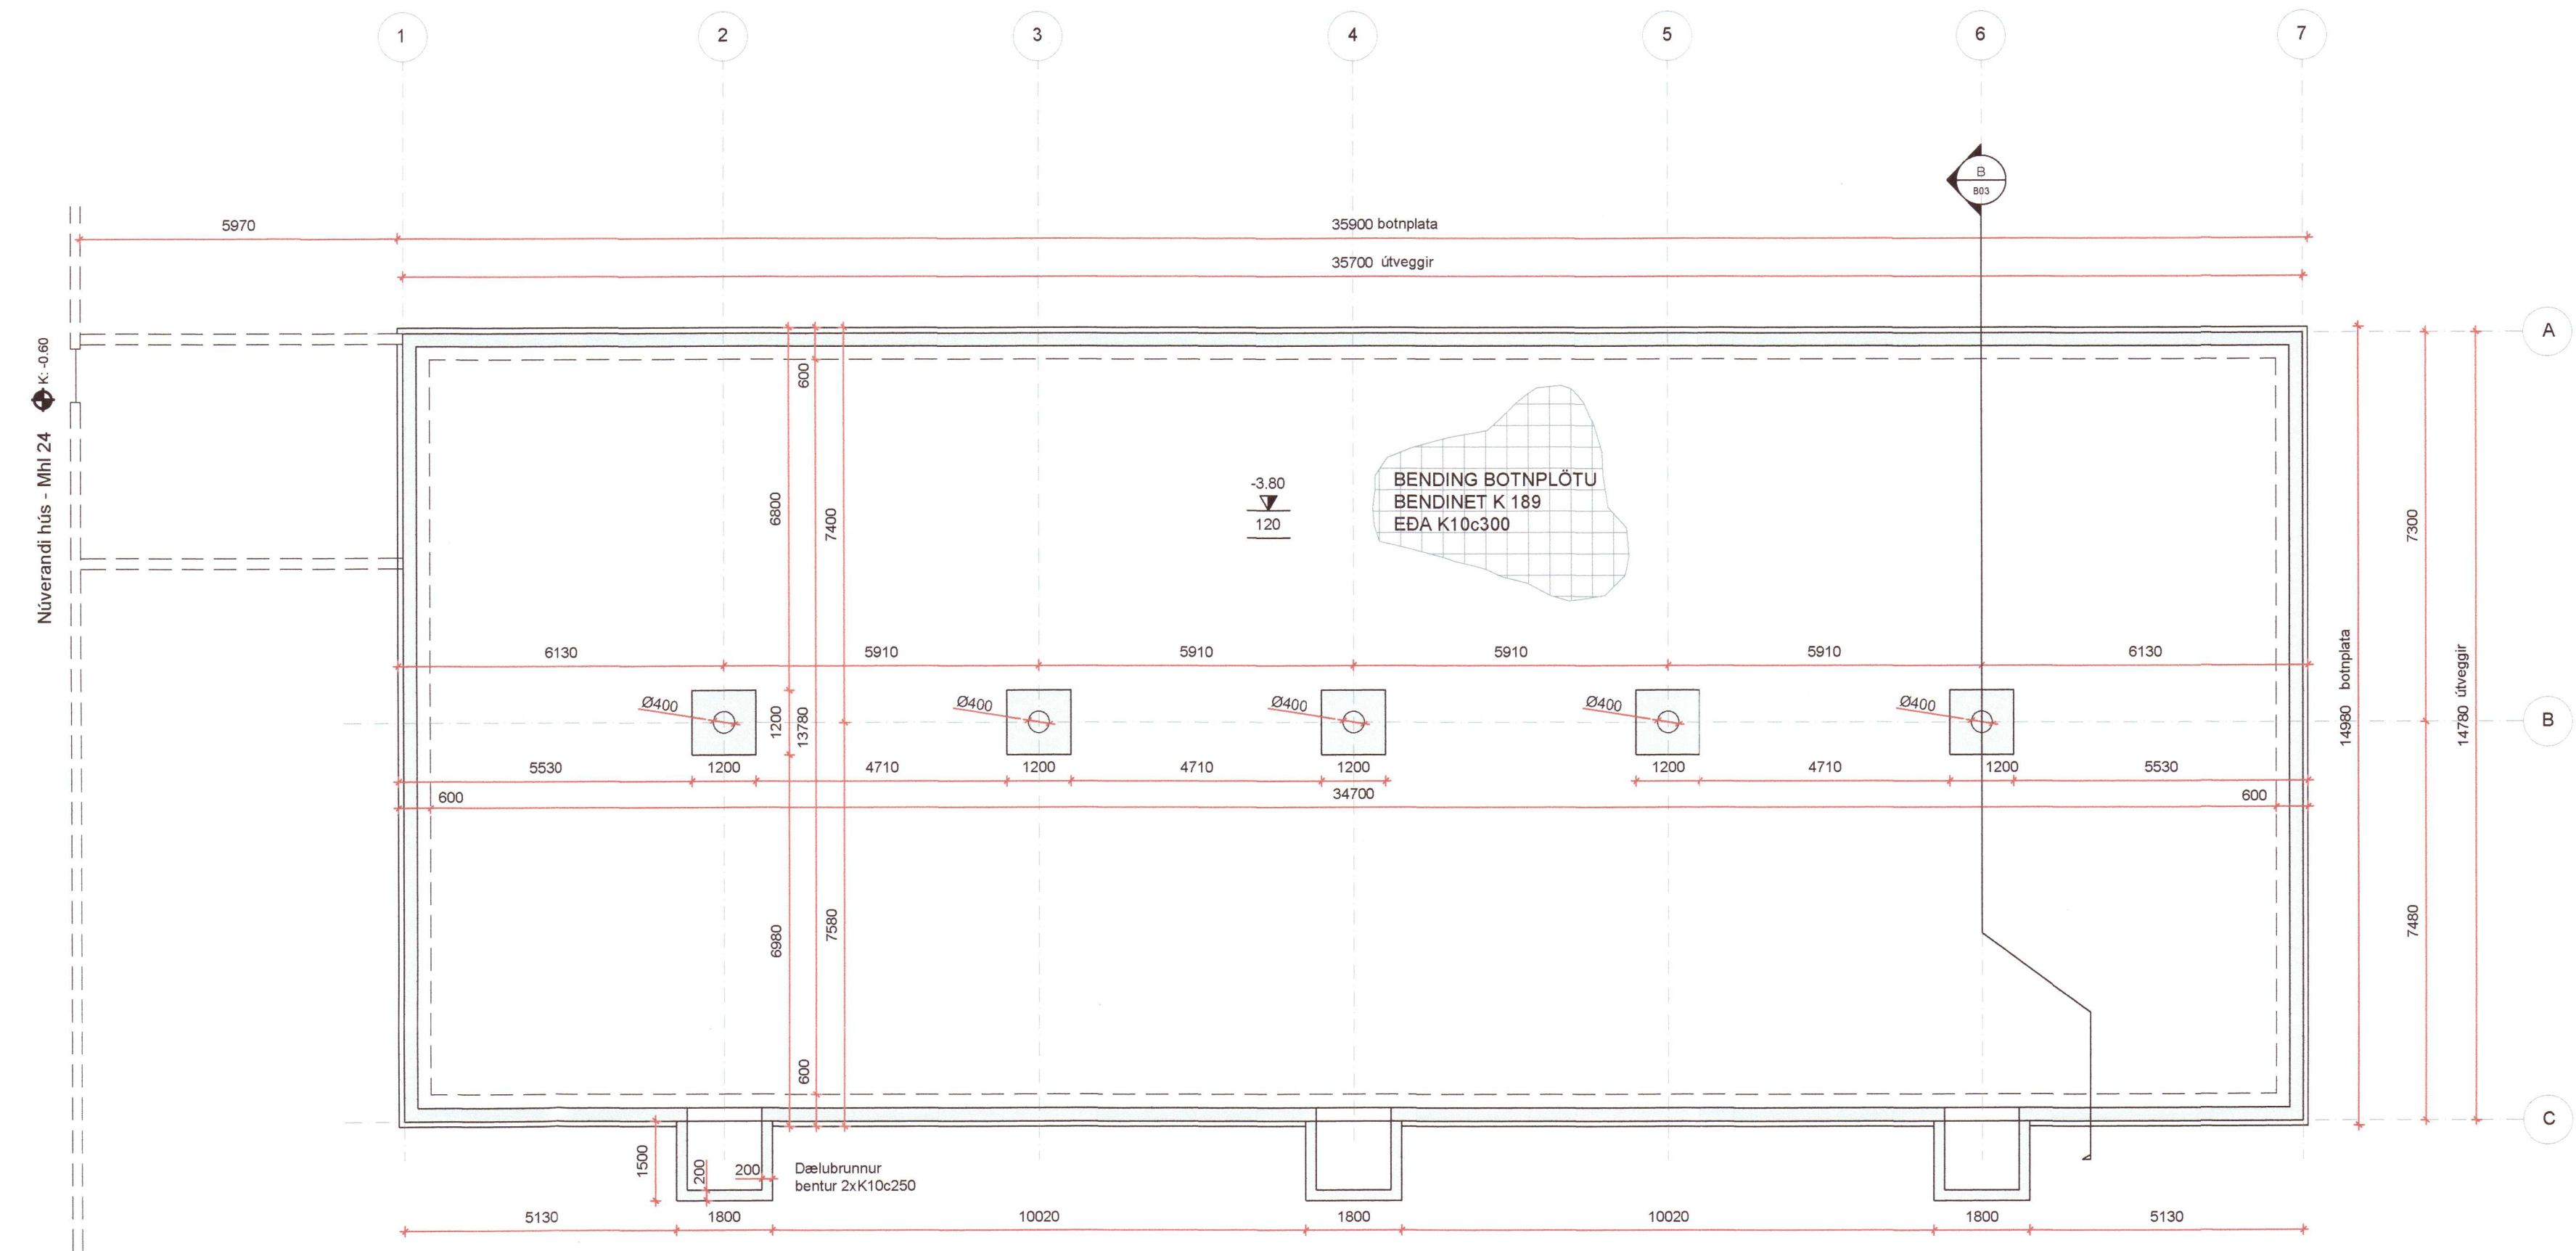 1 2 3 4 5 6 7
B
B03
5970
35900 botnplata
35700 útveggir
A
K: -0.60
Núverandi hús - Mhl 24
600
6800
7400
-3.80
120
BENDING BOTNPLÖTU
BENDINET K 189
EÐA K10c300
7300
6130 5910 5910 5910 5910 6130
14980 botnplata
14780 útveggir
Ø400 Ø400 Ø400 Ø400 Ø400
1200
13780
B
5530 1200 4710 1200 4710 1200 1200 4710 1200 5530
600 34700 600
6980
7580
7480
600
C
1500
200
200
Dælubrunnur
bentur 2xK10c250
5130 1800 10020 1800 10020 1800 5130